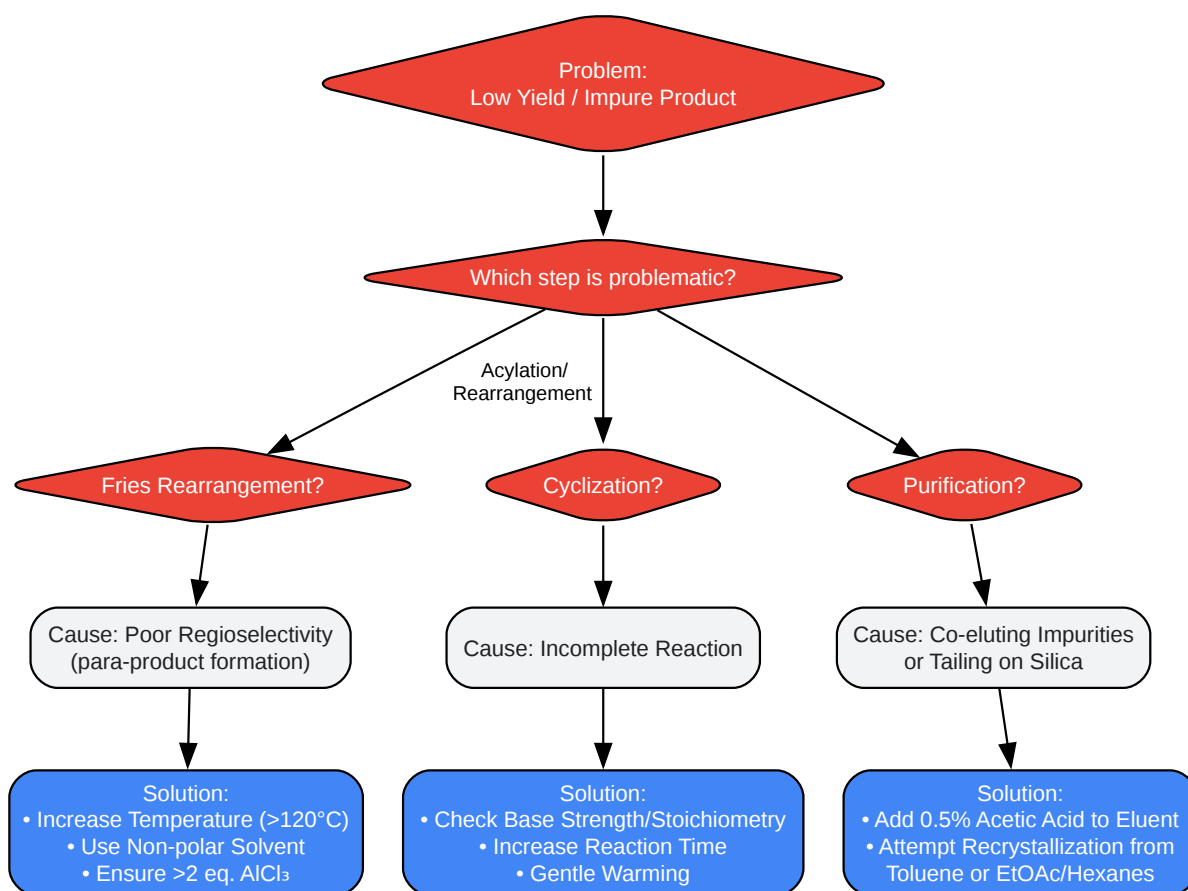 Problem:
Low Yield / Impure Product
Which step is problematic?
Acylation/
Rearrangement
Fries Rearrangement?
Cyclization?
Purification?
Cause: Poor Regioselectivity
(para-product formation)
Cause: Incomplete Reaction
Cause: Co-eluting Impurities
or Tailing on Silica
Solution:
• Increase Temperature (>120°C)
• Use Non-polar Solvent
• Ensure >2 eq. AlCl₃
Solution:
• Check Base Strength/Stoichiometry
• Increase Reaction Time
• Gentle Warming
Solution:
• Add 0.5% Acetic Acid to Eluent
• Attempt Recrystallization from
Toluene or EtOAc/Hexanes